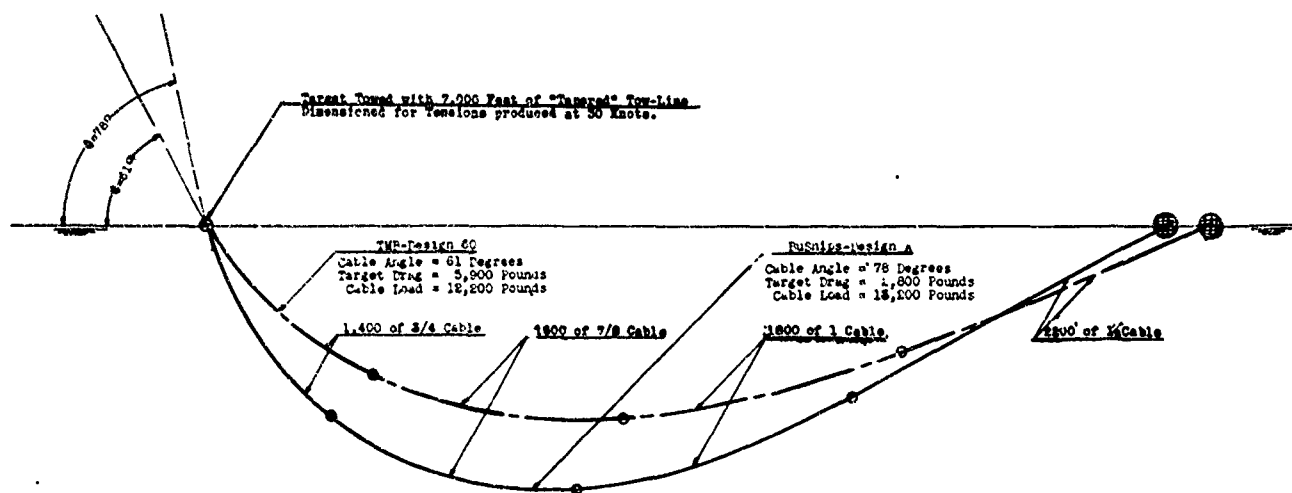 Target Towed with 7,000 Feet of "Tapered" Tow-Line
Dimensioned for Tensions produced at 30 Knots.
θ=78°
θ=61°
TMB-Design 60
Cable Angle = 61 Degrees
Target Drag = 5,900 Pounds
Cable Load = 12,200 Pounds
BuShips-Design A
Cable Angle = 78 Degrees
Target Drag = 1,800 Pounds
Cable Load = Pounds
1,400 of 3/4 Cable
1600 of 7/8 Cable
1800 of 1 Cable
of Cable